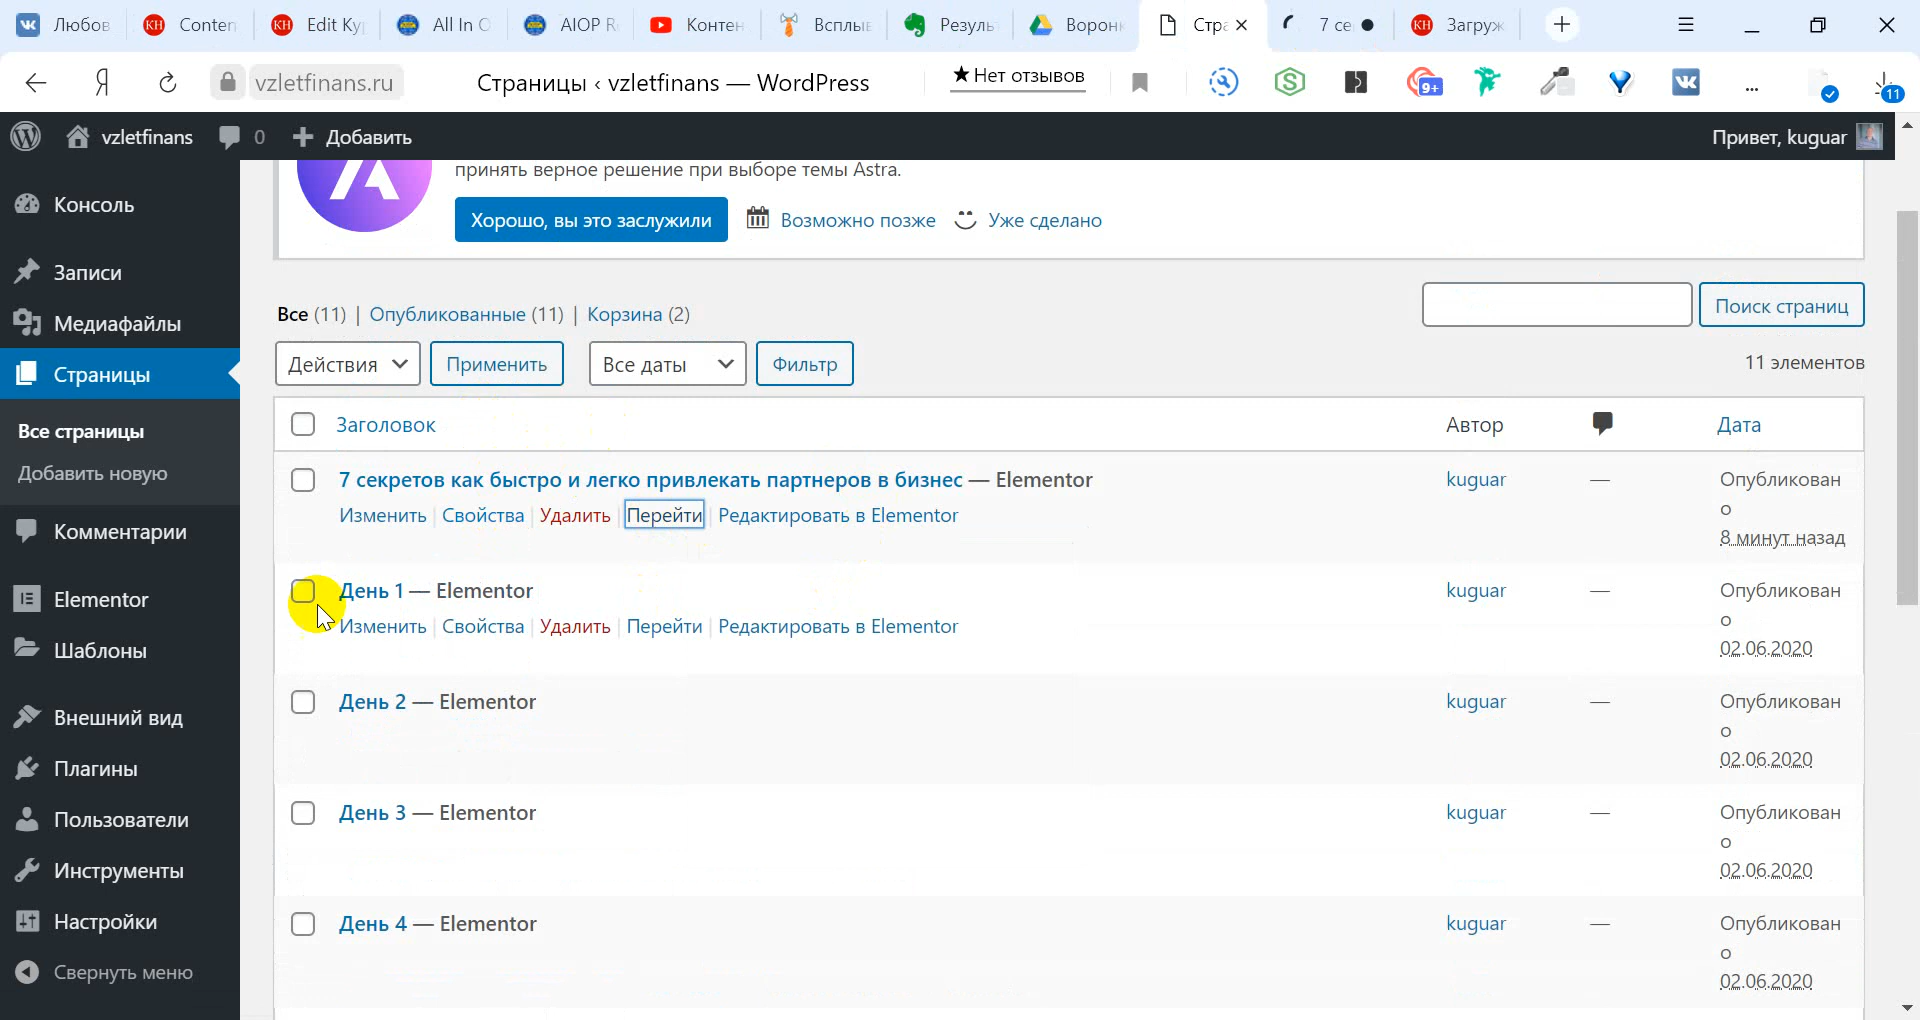 Любов
Conten
Edit Ку
All In O
AIOP R
Контен
Всплы
Резуль
Воронк
Стра
7 се
Загруж
vzletfinans.ru
Страницы ‹ vzletfinans — WordPress
★ Нет отзывов
9+
...
11
vzletfinans
0
Добавить
Привет, kuguar
Консоль
Записи
Медиафайлы
Страницы
Все страницы
Добавить новую
Комментарии
Elementor
Шаблоны
Внешний вид
Плагины
Пользователи
Инструменты
Настройки
Свернуть меню
принять верное решение при выборе темы Astra.
Хорошо, вы это заслужили
Возможно позже
Уже сделано
Все (11) | Опубликованные (11) | Корзина (2)
Поиск страниц
Действия
Применить
Все даты
Фильтр
11 элементов
Заголовок
Автор
Дата
7 секретов как быстро и легко привлекать партнеров в бизнес — Elementor
Изменить | Свойства | Удалить | Перейти | Редактировать в Elementor
kuguar
—
Опубликован
о
8 минут назад
День 1 — Elementor
Изменить | Свойства | Удалить | Перейти | Редактировать в Elementor
kuguar
—
Опубликован
о
02.06.2020
День 2 — Elementor
kuguar
—
Опубликован
о
02.06.2020
День 3 — Elementor
kuguar
—
Опубликован
о
02.06.2020
День 4 — Elementor
kuguar
—
Опубликован
о
02.06.2020